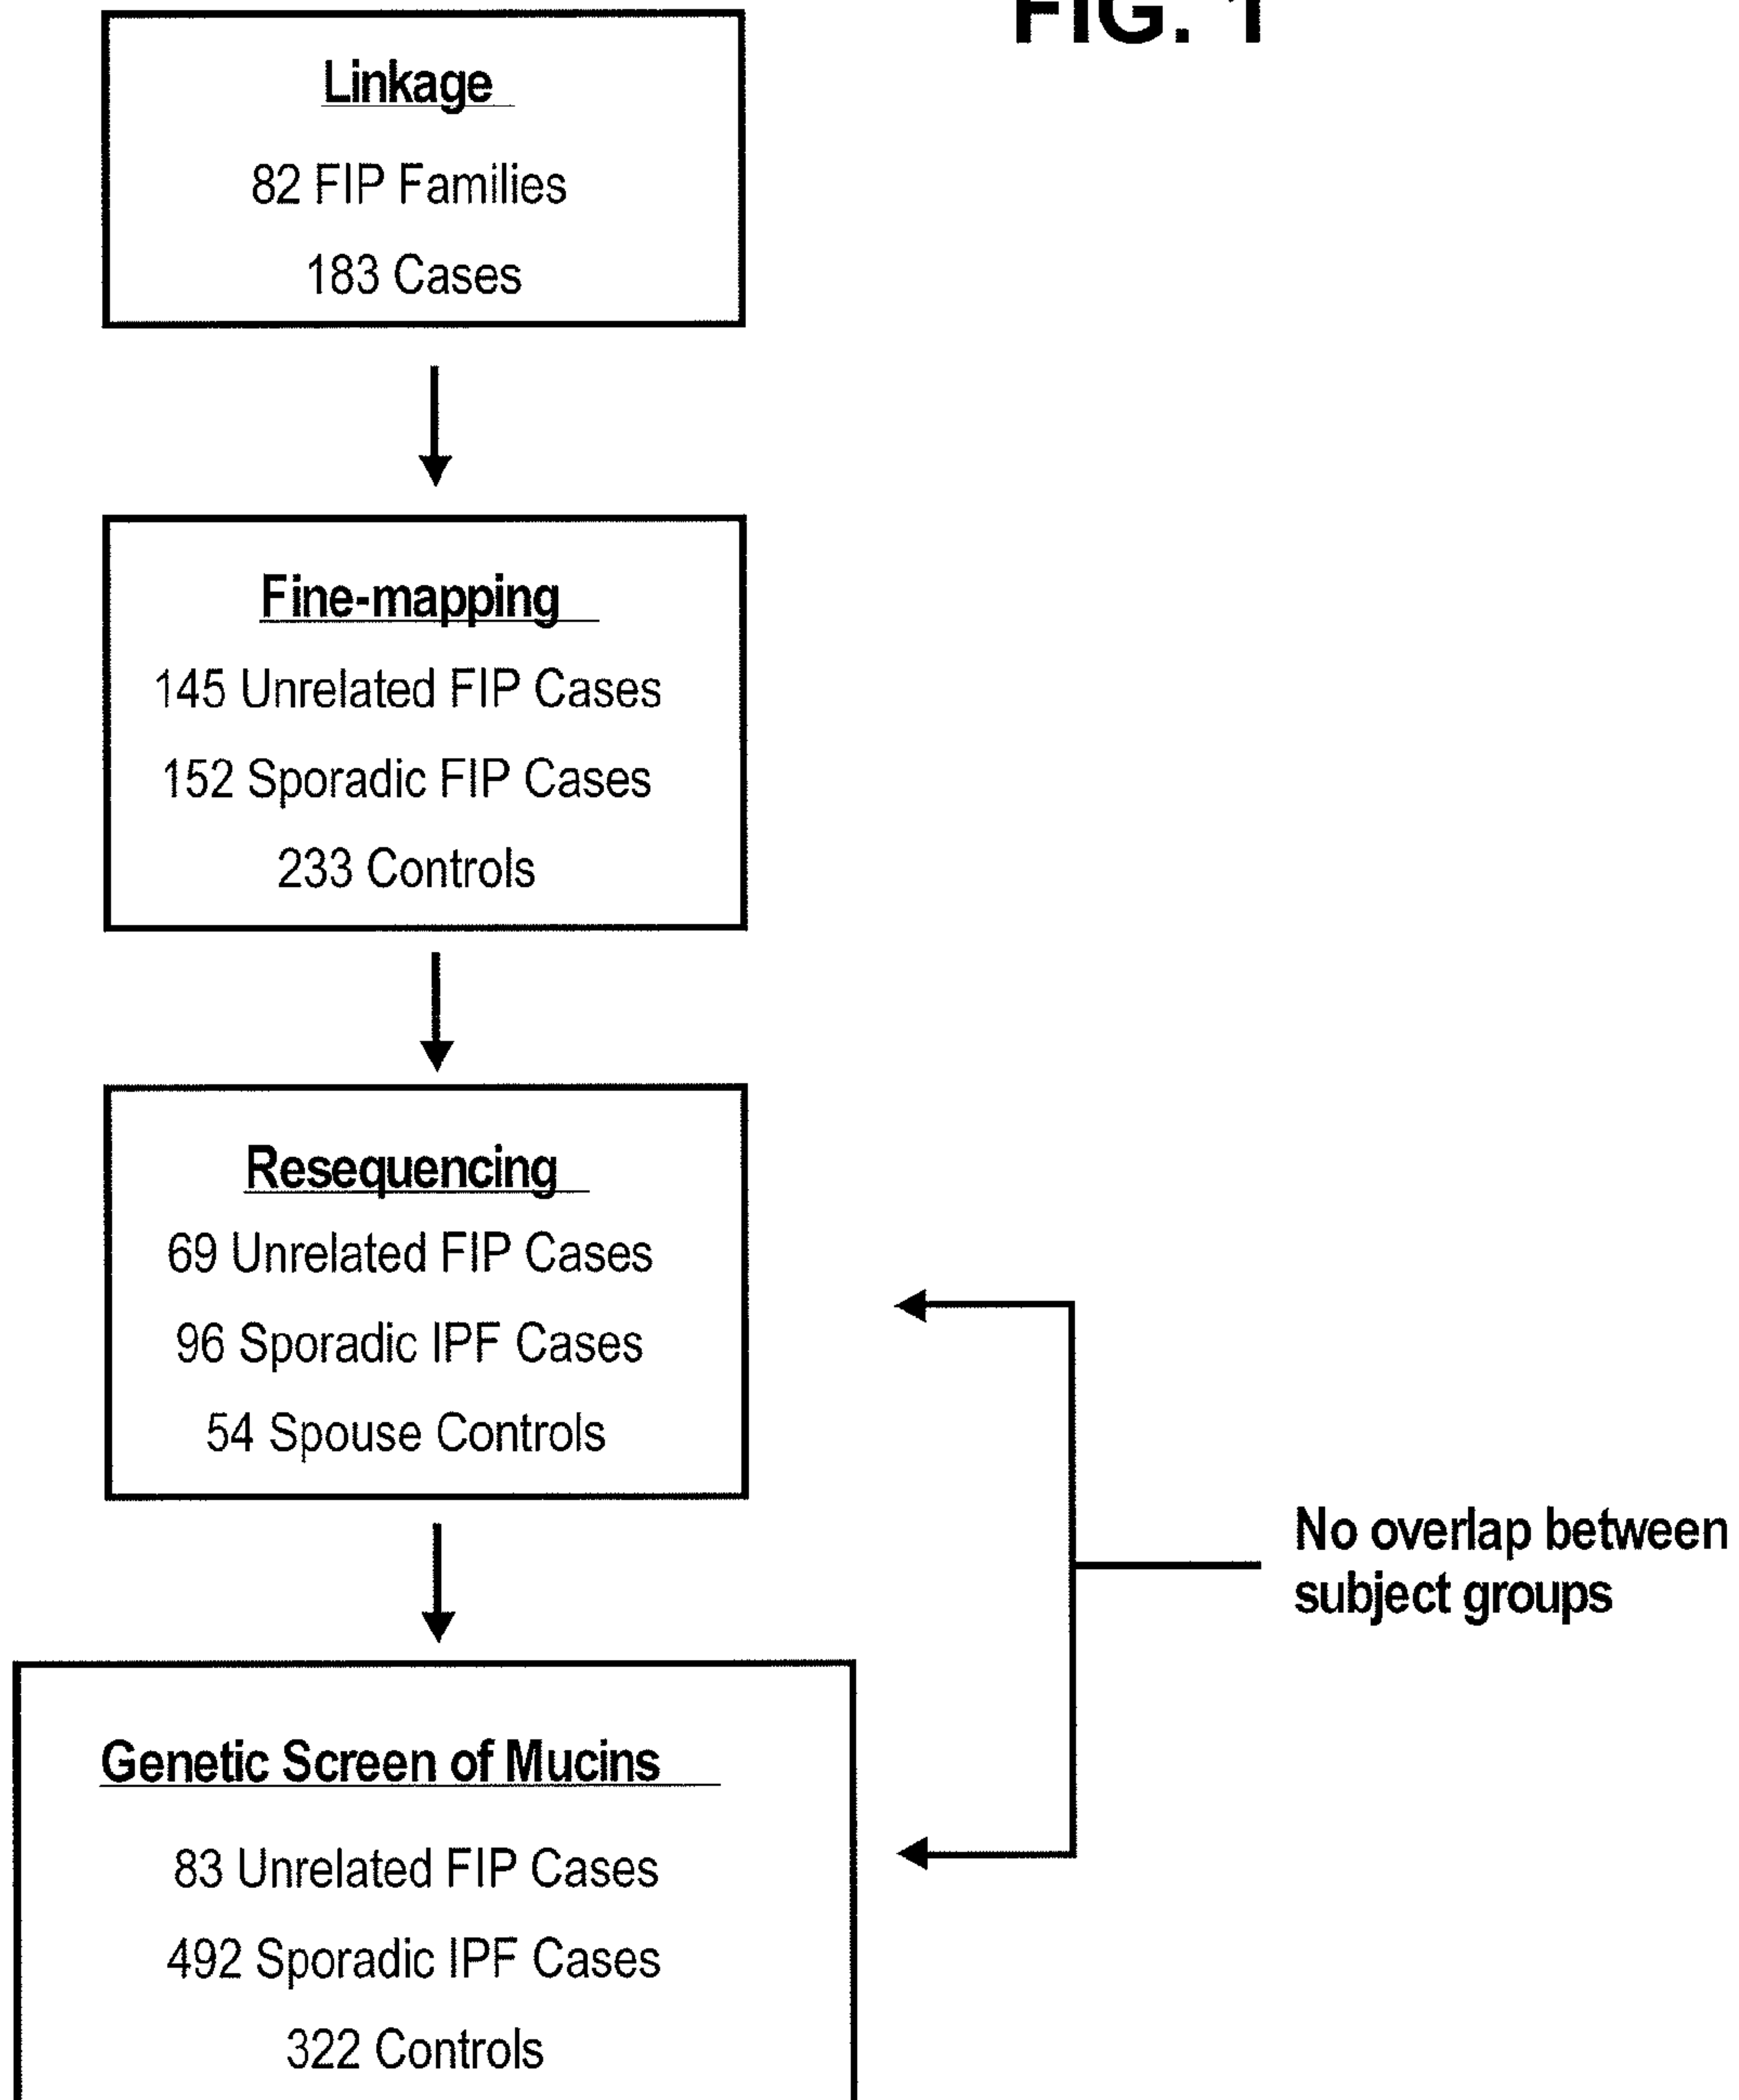 FIG. 1
Linkage
82 FIP Families
183 Cases
Fine-mapping
145 Unrelated FIP Cases
152 Sporadic FIP Cases
233 Controls
Resequencing
69 Unrelated FIP Cases
96 Sporadic IPF Cases
54 Spouse Controls
No overlap between
subject groups
Genetic Screen of Mucins
83 Unrelated FIP Cases
492 Sporadic IPF Cases
322 Controls